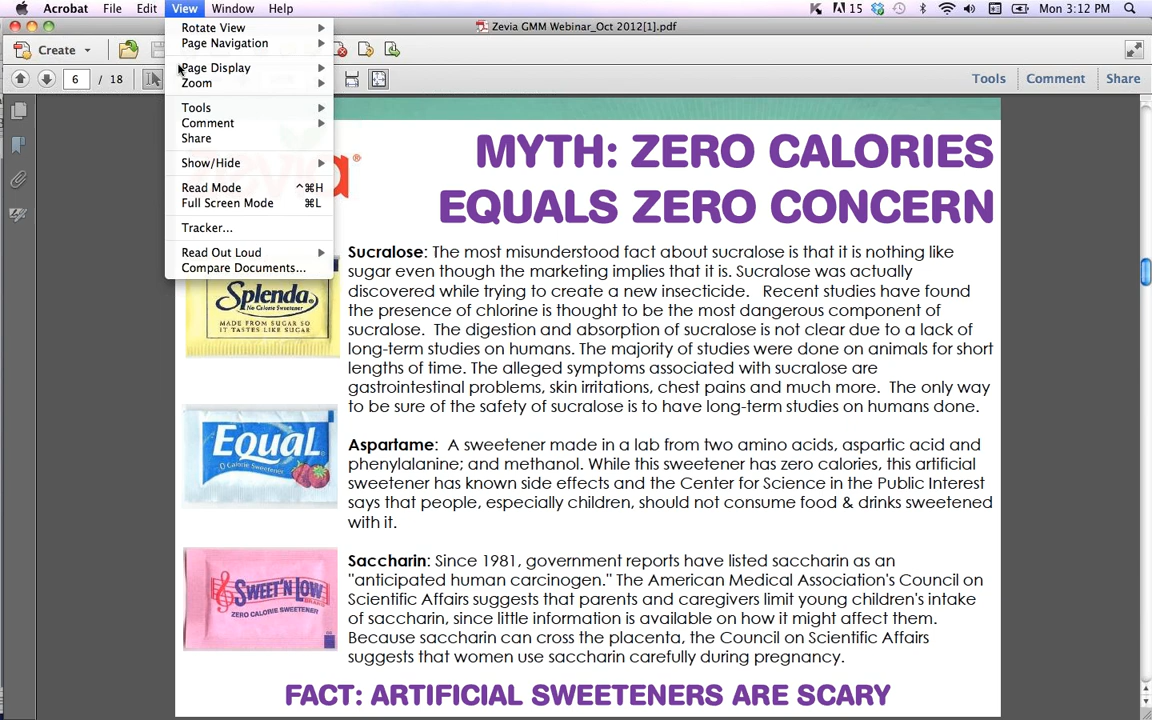 Acrobat File Edit View Window Help
15
Mon 3:12 PM
Zevia GMM Webinar_Oct 2012[1].pdf
Create
6 / 18
Tools Comment Share
Rotate View
Page Navigation
Page Display
Zoom
Tools
Comment
Share
Show/Hide
Read Mode ^⌘H
Full Screen Mode ⌘L
Tracker...
Read Out Loud
Compare Documents...
MYTH: ZERO CALORIES
EQUALS ZERO CONCERN
Splenda
No Calorie Sweetener
MADE FROM SUGAR SO
IT TASTES LIKE SUGAR
Sucralose: The most misunderstood fact about sucralose is that it is nothing like
sugar even though the marketing implies that it is. Sucralose was actually
discovered while trying to create a new insecticide. Recent studies have found
the presence of chlorine is thought to be the most dangerous component of
sucralose. The digestion and absorption of sucralose is not clear due to a lack of
long-term studies on humans. The majority of studies were done on animals for short
lengths of time. The alleged symptoms associated with sucralose are
gastrointestinal problems, skin irritations, chest pains and much more. The only way
to be sure of the safety of sucralose is to have long-term studies on humans done.
Equal
0 Calorie Sweetener
Aspartame: A sweetener made in a lab from two amino acids, aspartic acid and
phenylalanine; and methanol. While this sweetener has zero calories, this artificial
sweetener has known side effects and the Center for Science in the Public Interest
says that people, especially children, should not consume food & drinks sweetened
with it.
SWEET'N LOW
ZERO CALORIE SWEETENER
Saccharin: Since 1981, government reports have listed saccharin as an
"anticipated human carcinogen." The American Medical Association's Council on
Scientific Affairs suggests that parents and caregivers limit young children's intake
of saccharin, since little information is available on how it might affect them.
Because saccharin can cross the placenta, the Council on Scientific Affairs
suggests that women use saccharin carefully during pregnancy.
FACT: ARTIFICIAL SWEETENERS ARE SCARY